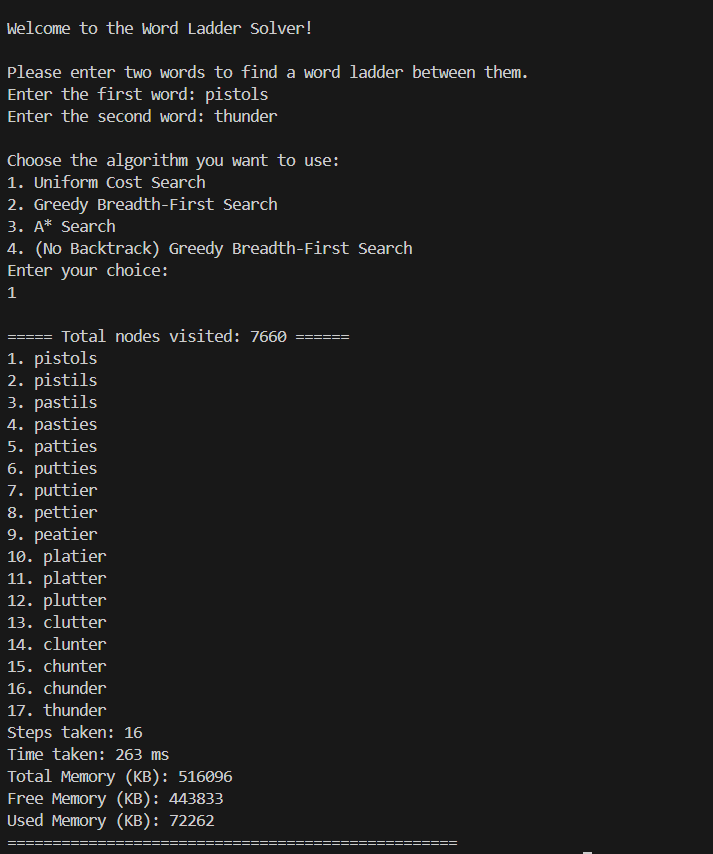 Welcome to the Word Ladder Solver!
Please enter two words to find a word ladder between them.
Enter the first word: pistols
Enter the second word: thunder
Choose the algorithm you want to use:
1. Uniform Cost Search
2. Greedy Breadth-First Search
3. A* Search
4. (No Backtrack) Greedy Breadth-First Search
Enter your choice:
1
===== Total nodes visited: 7660 ======
1. pistols
2. pistils
3. pastils
4. pasties
5. patties
6. putties
7. puttier
8. pettier
9. peatier
10. platier
11. platter
12. plutter
13. clutter
14. clunter
15. chunter
16. chunder
17. thunder
Steps taken: 16
Time taken: 263 ms
Total Memory (KB): 516096
Free Memory (KB): 443833
Used Memory (KB): 72262
==================================================